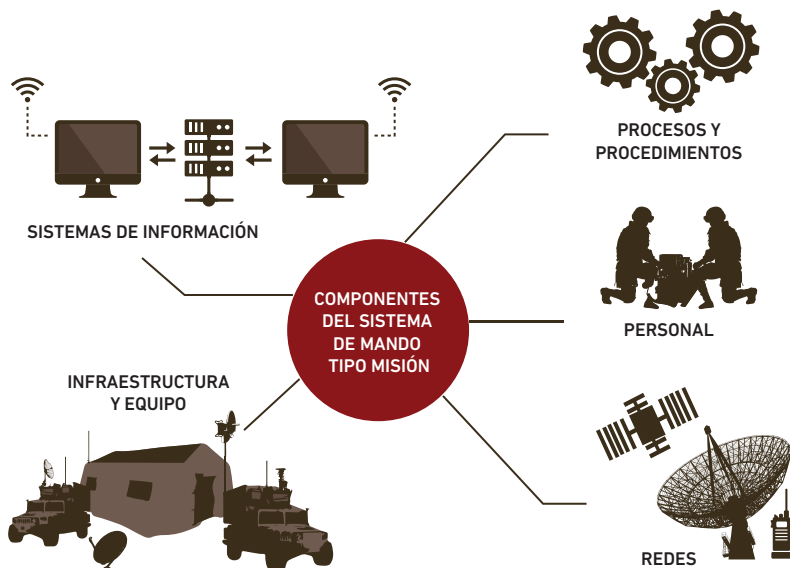 PROCESOS Y
PROCEDIMIENTOS
SISTEMAS DE INFORMACIÓN
COMPONENTES
DEL SISTEMA
DE MANDO
TIPO MISIÓN
PERSONAL
INFRAESTRUCTURA
Y EQUIPO
REDES